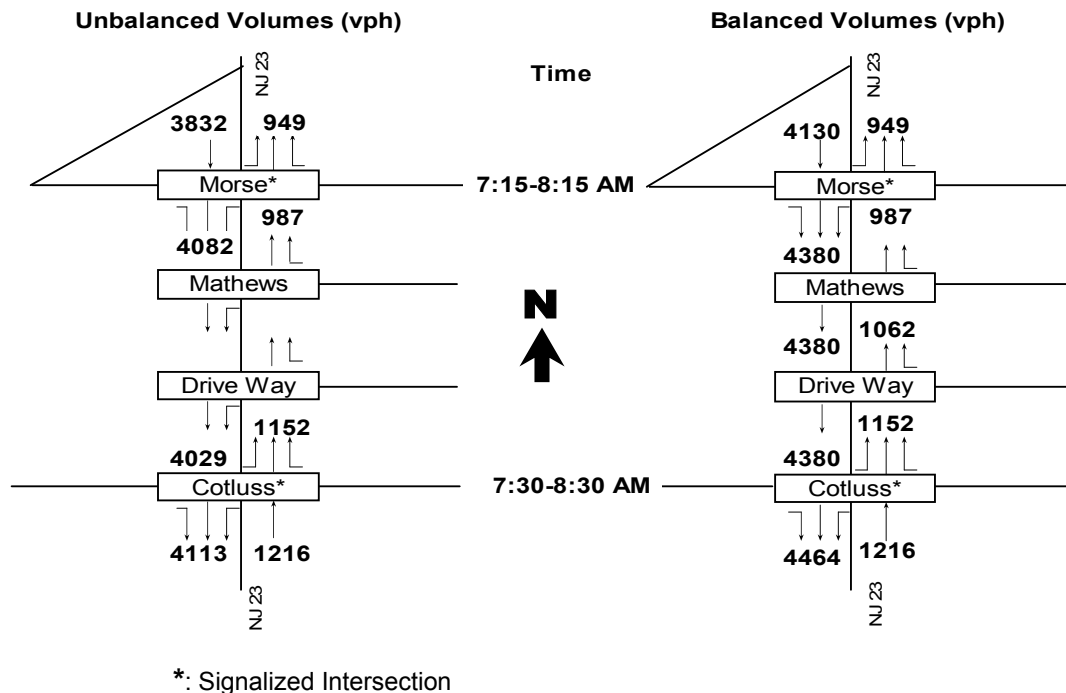 Unbalanced Volumes (vph)
Balanced Volumes (vph)
Time
NJ 23
3832
949
Morse*
4082
987
Mathews
Drive Way
4029
1152
Cotluss*
4113
1216
NJ 23
7:15-8:15 AM
N
7:30-8:30 AM
NJ 23
4130
949
Morse*
4380
987
Mathews
4380
1062
Drive Way
4380
1152
Cotluss*
4464
1216
NJ 23
*: Signalized Intersection